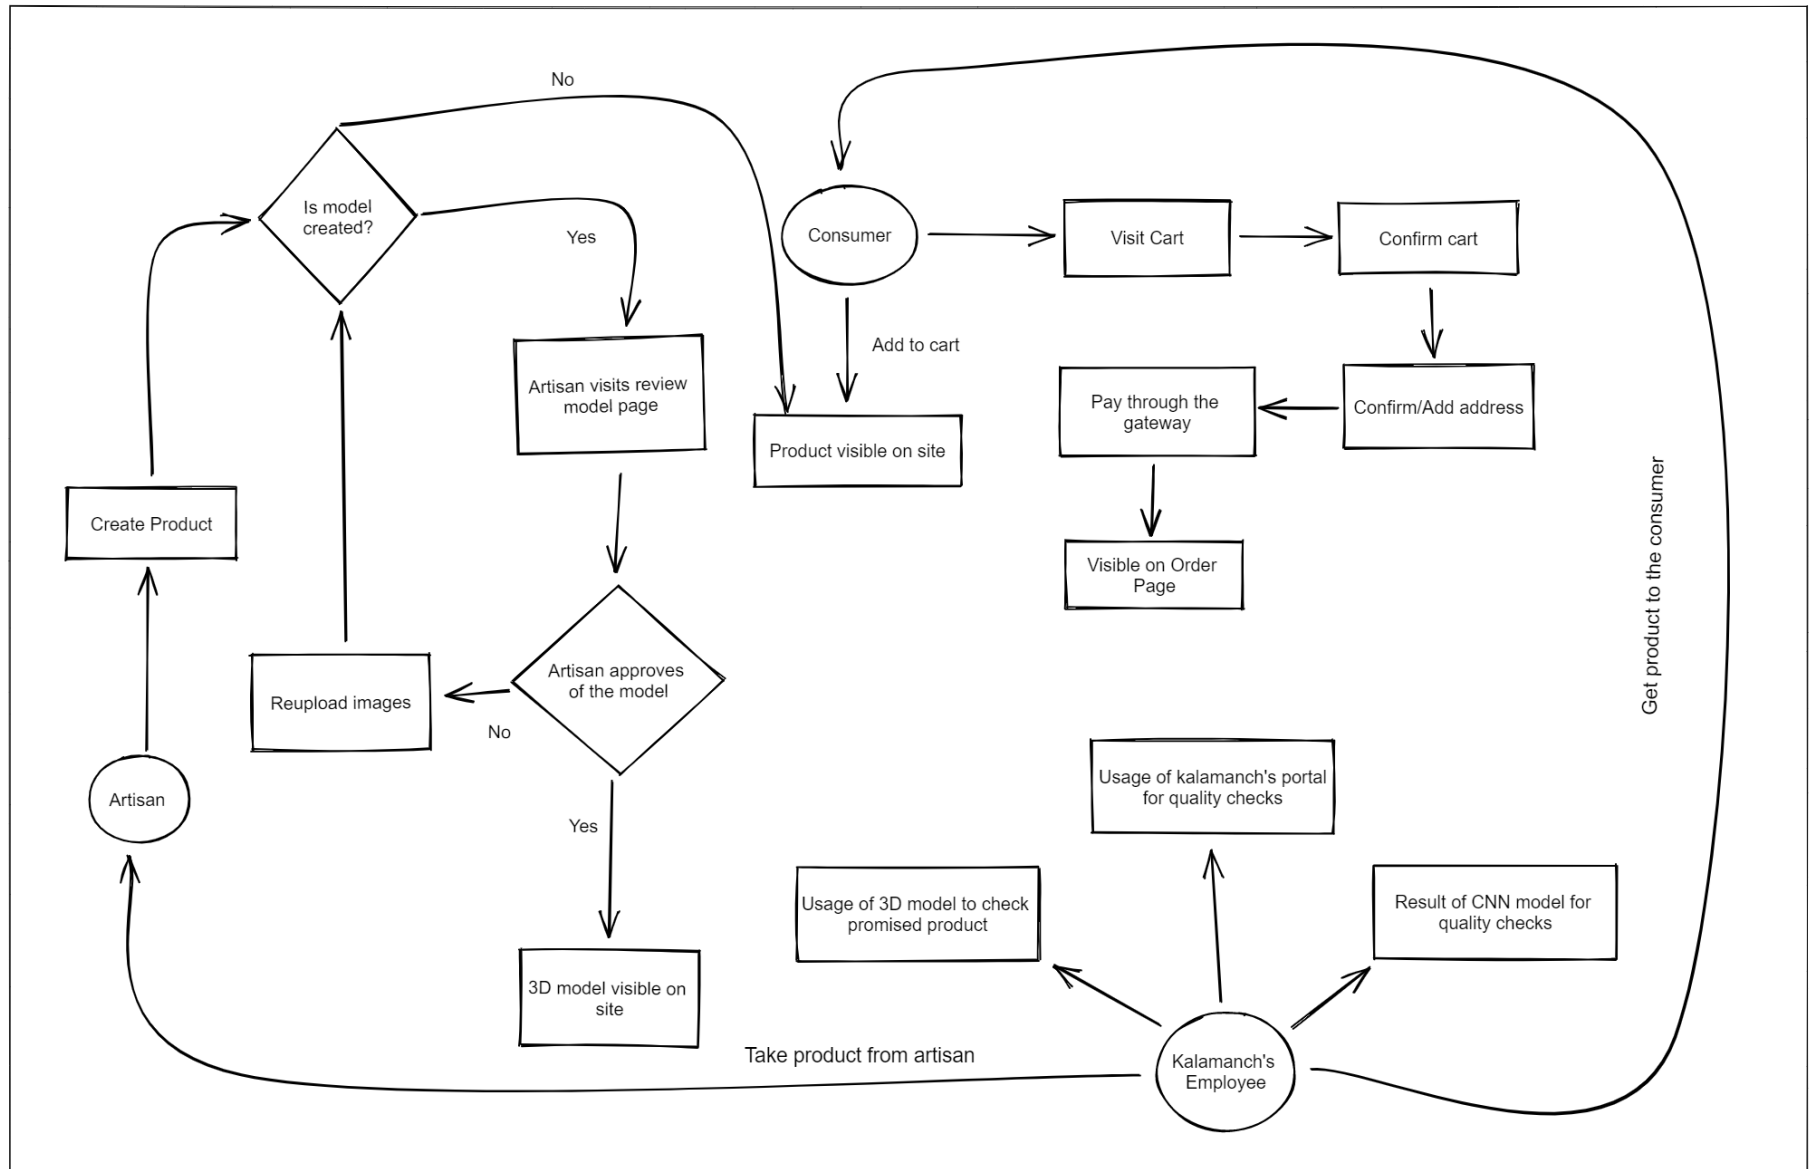 No
Is model
created?
Yes
Consumer
Visit Cart
Confirm cart
Add to cart
Artisan visits review
model page
Pay through the
gateway
Confirm/Add address
Product visible on site
Create Product
Visible on Order
Page
Get product to the consumer
Artisan approves
of the model
Reupload images
No
Artisan
Yes
Usage of kalamanch's portal
for quality checks
Usage of 3D model to check
promised product
Result of CNN model for
quality checks
3D model visible on
site
Take product from artisan
Kalamanch's
Employee